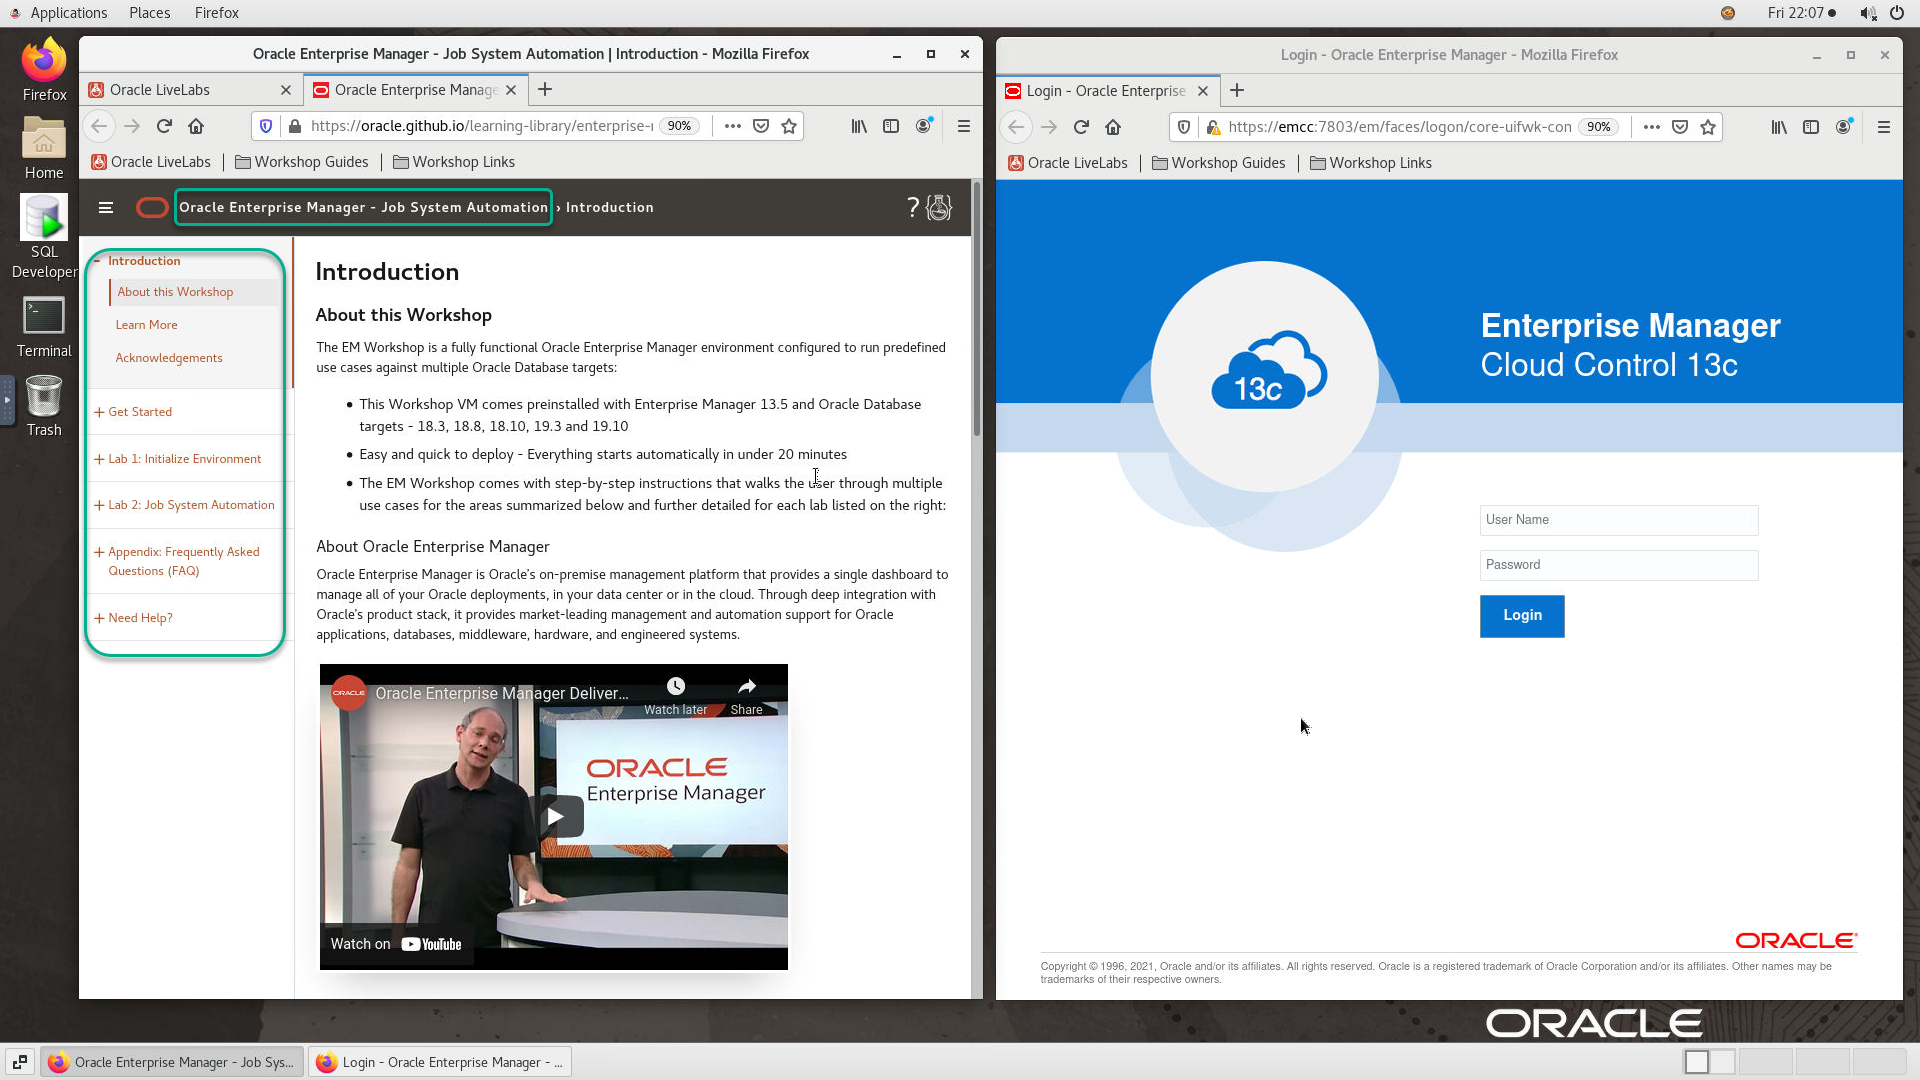 Applications Places Firefox
Fri 22:07
Firefox
Home
SQL
Developer
Terminal
Trash
Oracle Enterprise Manager - Job System Automation | Introduction - Mozilla Firefox
Oracle LiveLabs
Oracle Enterprise Manage
https://oracle.github.io/learning-library/enterprise-
90%
Oracle LiveLabs Workshop Guides Workshop Links
Oracle Enterprise Manager - Job System Automation › Introduction
?
− Introduction
About this Workshop
Learn More
Acknowledgements
+ Get Started
+ Lab 1: Initialize Environment
+ Lab 2: Job System Automation
+ Appendix: Frequently Asked
Questions (FAQ)
+ Need Help?
Introduction
About this Workshop
The EM Workshop is a fully functional Oracle Enterprise Manager environment configured to run predefined
use cases against multiple Oracle Database targets:
• This Workshop VM comes preinstalled with Enterprise Manager 13.5 and Oracle Database
targets - 18.3, 18.8, 18.10, 19.3 and 19.10
• Easy and quick to deploy - Everything starts automatically in under 20 minutes
• The EM Workshop comes with step-by-step instructions that walks the user through multiple
use cases for the areas summarized below and further detailed for each lab listed on the right:
About Oracle Enterprise Manager
Oracle Enterprise Manager is Oracle's on-premise management platform that provides a single dashboard to
manage all of your Oracle deployments, in your data center or in the cloud. Through deep integration with
Oracle's product stack, it provides market-leading management and automation support for Oracle
applications, databases, middleware, hardware, and engineered systems.
ORACLE
Oracle Enterprise Manager Deliver...
Watch later
Share
ORACLE
Enterprise Manager
Watch on YouTube
Login - Oracle Enterprise Manager - Mozilla Firefox
Login - Oracle Enterprise
https://emcc:7803/em/faces/logon/core-uifwk-con
90%
Oracle LiveLabs Workshop Guides Workshop Links
13c
Enterprise Manager
Cloud Control 13c
User Name
Password
Login
ORACLE
Copyright © 1996, 2021, Oracle and/or its affiliates. All rights reserved. Oracle is a registered trademark of Oracle Corporation and/or its affiliates. Other names may be
trademarks of their respective owners.
ORACLE
Oracle Enterprise Manager - Job Sys...
Login - Oracle Enterprise Manager - ...